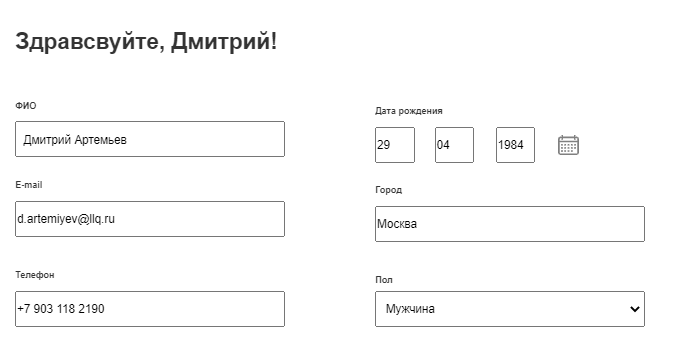 Здравсвуйте, Дмитрий!
ФИО
Дмитрий Артемьев
E-mail
d.artemiyev@llq.ru
Телефон
+7 903 118 2190
Дата рождения
29 04 1984
Город
Москва
Пол
Мужчина